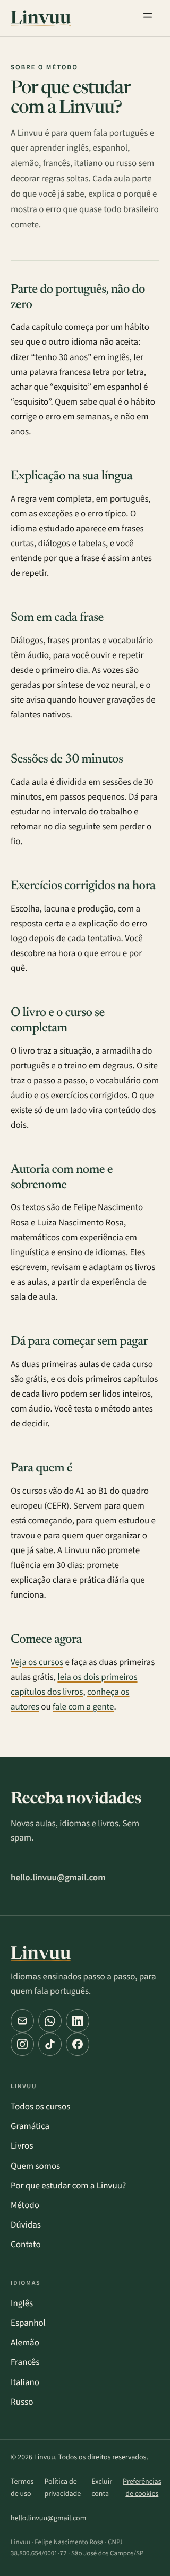 Linvuu
SOBRE O MÉTODO
Por que estudar
com a Linvuu?
A Linvuu é para quem fala português e
quer aprender inglês, espanhol,
alemão, francês, italiano ou russo sem
decorar regras soltas. Cada aula parte
do que você já sabe, explica o porquê e
mostra o erro que quase todo brasileiro
comete.
Parte do português, não do
zero
Cada capítulo começa por um hábito
seu que o outro idioma não aceita:
dizer “tenho 30 anos” em inglês, ler
uma palavra francesa letra por letra,
achar que “exquisito” em espanhol é
“esquisito”. Quem sabe qual é o hábito
corrige o erro em semanas, e não em
anos.
Explicação na sua língua
A regra vem completa, em português,
com as exceções e o erro típico. O
idioma estudado aparece em frases
curtas, diálogos e tabelas, e você
entende por que a frase é assim antes
de repetir.
Som em cada frase
Diálogos, frases prontas e vocabulário
têm áudio, para você ouvir e repetir
desde o primeiro dia. As vozes são
geradas por síntese de voz neural, e o
site avisa quando houver gravações de
falantes nativos.
Sessões de 30 minutos
Cada aula é dividida em sessões de 30
minutos, em passos pequenos. Dá para
estudar no intervalo do trabalho e
retomar no dia seguinte sem perder o
fio.
Exercícios corrigidos na hora
Escolha, lacuna e produção, com a
resposta certa e a explicação do erro
logo depois de cada tentativa. Você
descobre na hora o que errou e por
quê.
O livro e o curso se
completam
O livro traz a situação, a armadilha do
português e o treino em degraus. O site
traz o passo a passo, o vocabulário com
áudio e os exercícios corrigidos. O que
existe só de um lado vira conteúdo dos
dois.
Autoria com nome e
sobrenome
Os textos são de Felipe Nascimento
Rosa e Luiza Nascimento Rosa,
matemáticos com experiência em
linguística e ensino de idiomas. Eles
escrevem, revisam e adaptam os livros
e as aulas, a partir da experiência de
sala de aula.
Dá para começar sem pagar
As duas primeiras aulas de cada curso
são grátis, e os dois primeiros capítulos
de cada livro podem ser lidos inteiros,
com áudio. Você testa o método antes
de decidir.
Para quem é
Os cursos vão do A1 ao B1 do quadro
europeu (CEFR). Servem para quem
está começando, para quem estudou e
travou e para quem quer organizar o
que já sabe. A Linvuu não promete
fluência em 30 dias: promete
explicação clara e prática diária que
funciona.
Comece agora
Veja os cursos e faça as duas primeiras
aulas grátis, leia os dois primeiros
capítulos dos livros, conheça os
autores ou fale com a gente.
Receba novidades
Novas aulas, idiomas e livros. Sem
spam.
hello.linvuu@gmail.com
Linvuu
Idiomas ensinados passo a passo, para
quem fala português.
LINVUU
Todos os cursos
Gramática
Livros
Quem somos
Por que estudar com a Linvuu?
Método
Dúvidas
Contato
IDIOMAS
Inglês
Espanhol
Alemão
Francês
Italiano
Russo
© 2026 Linvuu. Todos os direitos reservados.
Termos de uso Política de privacidade Excluir conta Preferências de cookies
hello.linvuu@gmail.com
Linvuu · Felipe Nascimento Rosa · CNPJ
38.800.654/0001-72 · São José dos Campos/SP